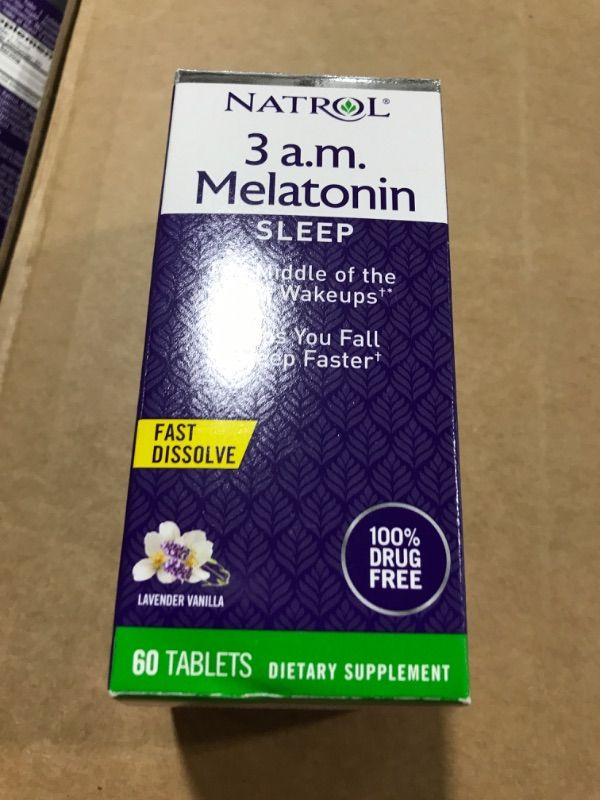 NATROL®
3 a.m.
Melatonin
SLEEP
Middle of the
Wakeups†*
You Fall
Faster†
FAST
DISSOLVE
100%
DRUG
FREE
LAVENDER VANILLA
60 TABLETS DIETARY SUPPLEMENT